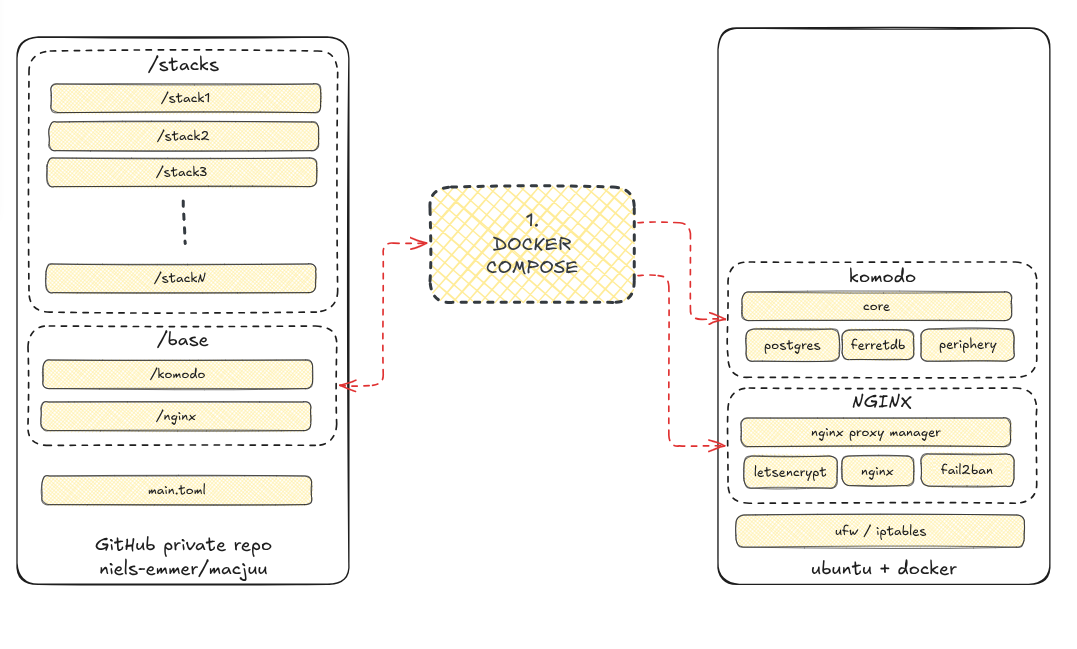 /stacks
/stack1
/stack2
/stack3
/stackN
/base
/komodo
/nginx
main.toml
GitHub private repo
niels-emmer/macjuu
1.
DOCKER
COMPOSE
komodo
core
postgres
ferretdb
periphery
NGINX
nginx proxy manager
letsencrypt
nginx
fail2ban
ufw / iptables
ubuntu + docker